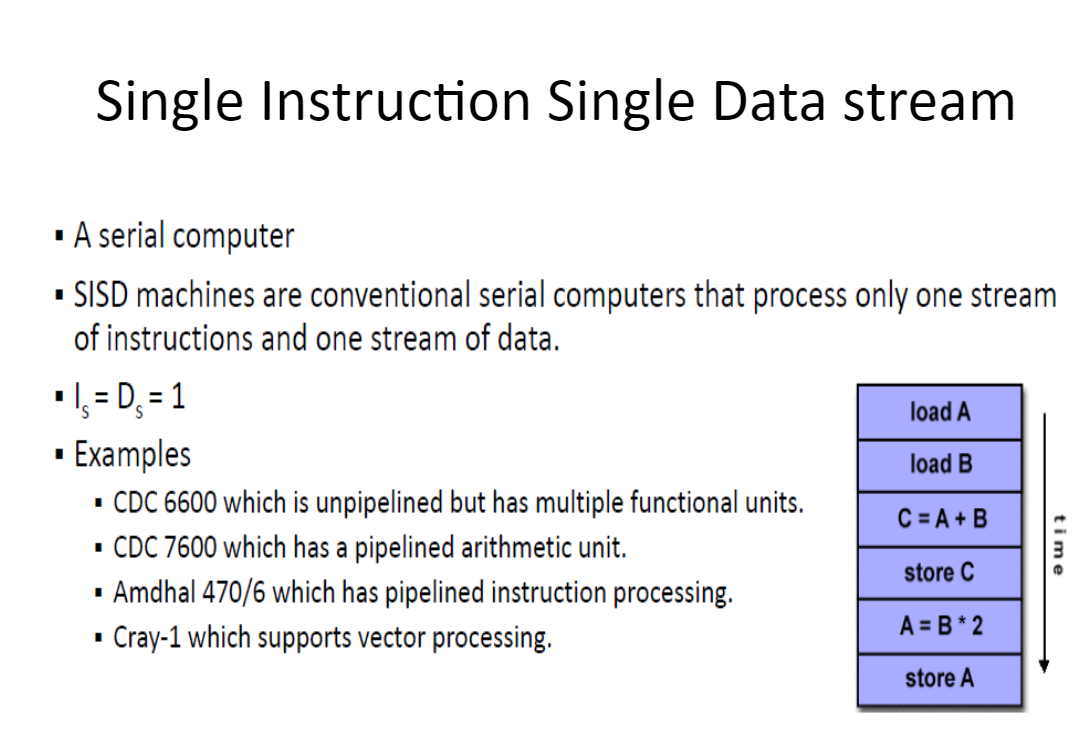 Single Instruction Single Data stream
▪ A serial computer
▪ SISD machines are conventional serial computers that process only one stream
of instructions and one stream of data.
▪ Is = Ds = 1
▪ Examples
▪ CDC 6600 which is unpipelined but has multiple functional units.
▪ CDC 7600 which has a pipelined arithmetic unit.
▪ Amdhal 470/6 which has pipelined instruction processing.
▪ Cray-1 which supports vector processing.
load A
load B
C = A + B
store C
A = B * 2
store A
time